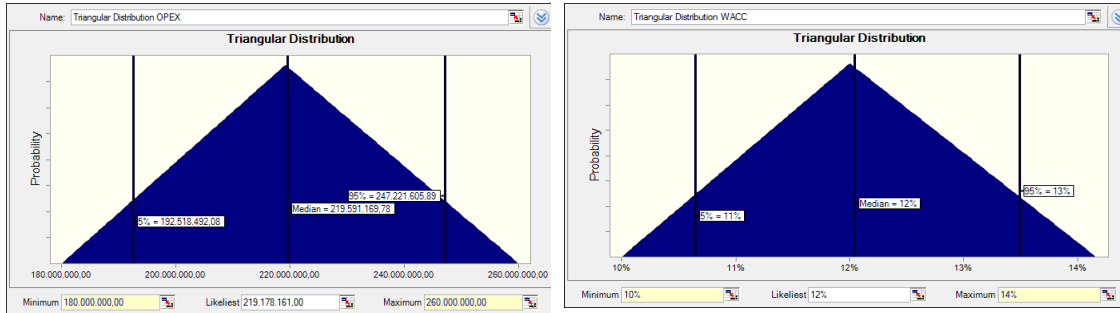 Name: Triangular Distribution OPEX
Triangular Distribution
Probability
95% = 247.221.605,89
Median = 219.591.169,78
5% = 192.518.492,08
180.000.000,00 200.000.000,00 220.000.000,00 240.000.000,00 260.000.000,00
Minimum 180.000.000,00 Likeliest 219.178.161,00 Maximum 260.000.000,00
Name: Triangular Distribution WACC
Triangular Distribution
Probability
95% = 13%
Median = 12%
5% = 11%
10% 11% 12% 13% 14%
Minimum 10% Likeliest 12% Maximum 14%